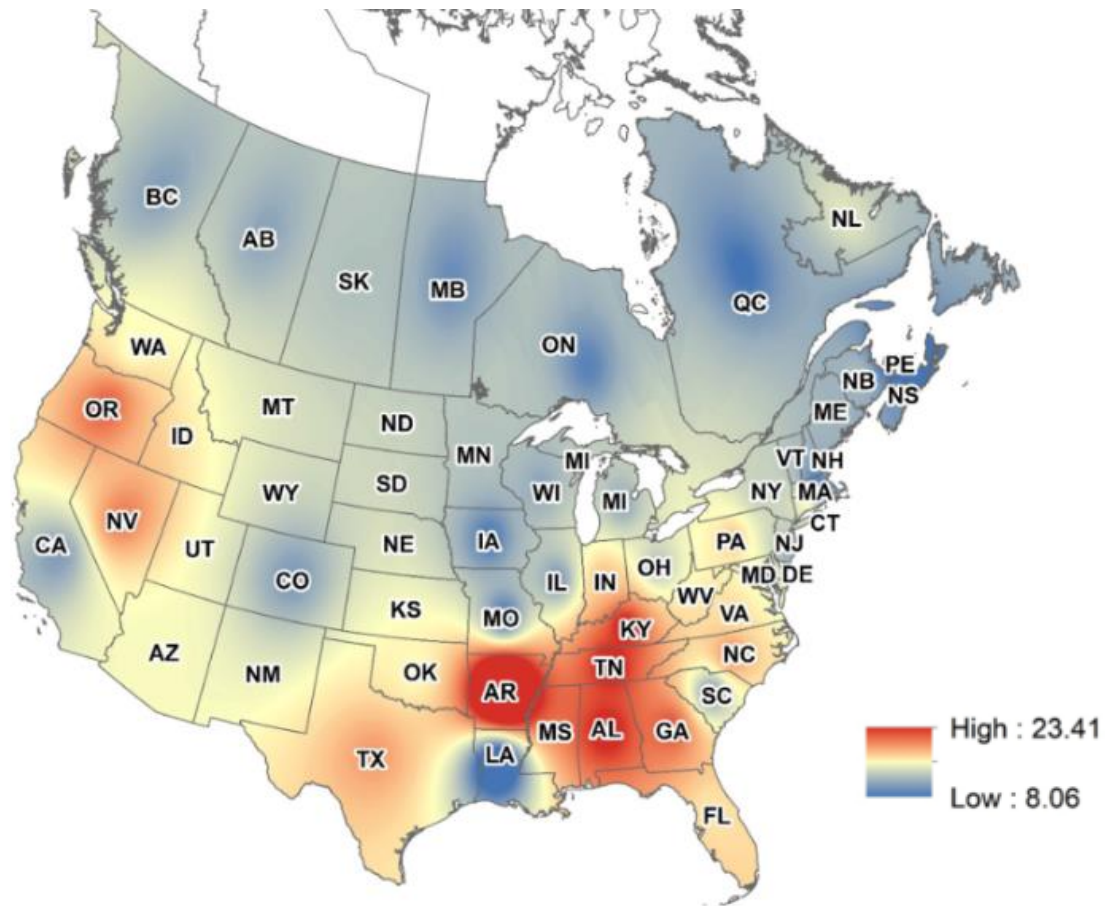 BC
AB
SK
MB
ON
QC
NL
PE
NB
NS
ME
WA
MT
ND
MN
MI
VT
NH
OR
ID
WY
SD
WI
MI
NY
MA
CT
NV
UT
NE
IA
PA
NJ
CA
CO
IL
IN
OH
MD
DE
KS
MO
WV
VA
KY
AZ
NM
OK
AR
TN
NC
SC
TX
LA
MS
AL
GA
FL
High : 23.41
Low : 8.06